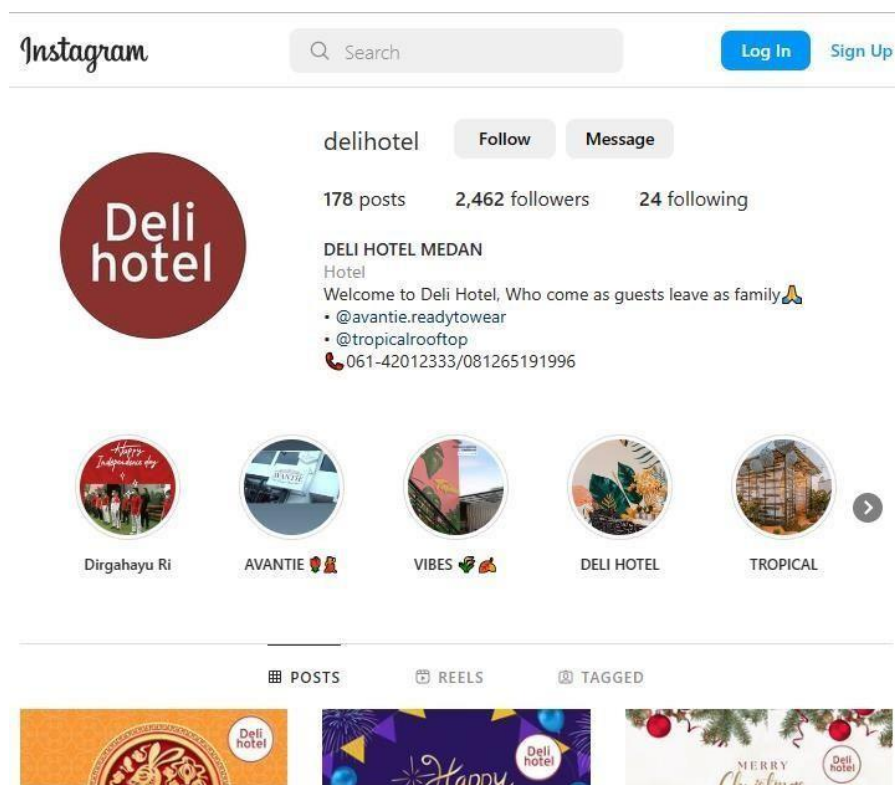 Instagram
Search
Log In
Sign Up
delihotel
Follow
Message
178 posts
2,462 followers
24 following
Deli
hotel
DELI HOTEL MEDAN
Hotel
Welcome to Deli Hotel, Who come as guests leave as family🙏
• @avantie.readytowear
• @tropicalrooftop
📞061-42012333/081265191996
Happy
Independence day
Dirgahayu Ri
AVANTIE
VIBES
DELI HOTEL
TROPICAL
POSTS
REELS
TAGGED
Deli
hotel
Happy
Deli
hotel
MERRY
Christmas
Deli
hotel